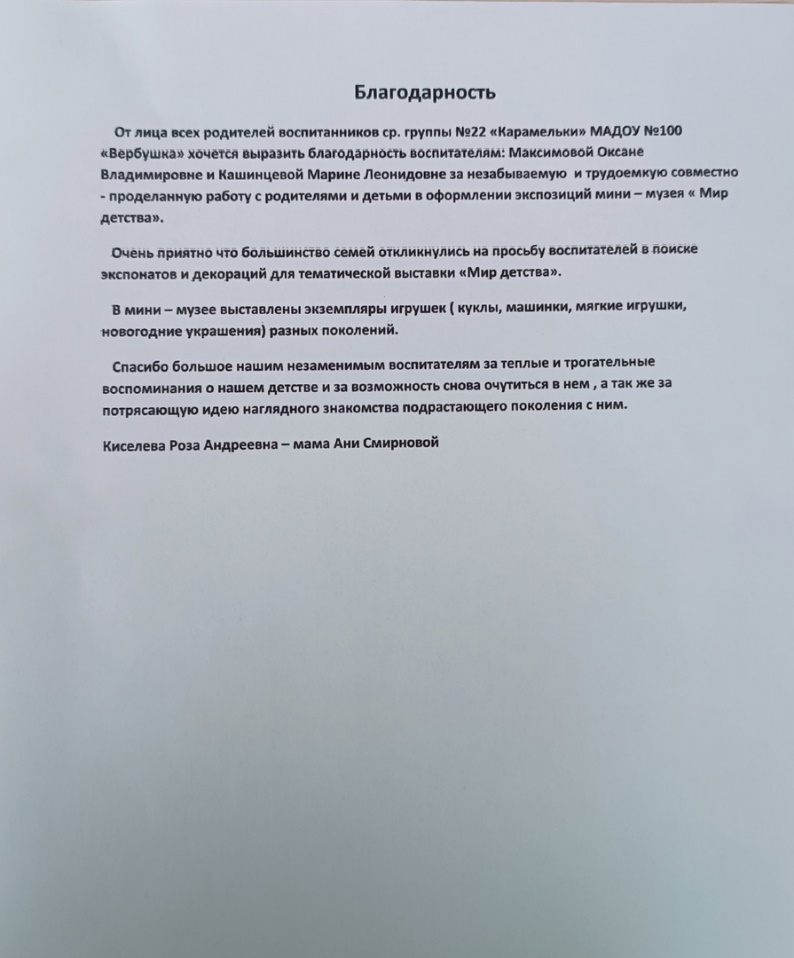 Благодарность
От лица всех родителей воспитанников ср. группы №22 «Карамельки» МАДОУ №100
«Вербушка» хочется выразить благодарность воспитателям: Максимовой Оксане
Владимировне и Кашинцевой Марине Леонидовне за незабываемую и трудоемкую совместно
- проделанную работу с родителями и детьми в оформлении экспозиций мини – музея « Мир
детства».
Очень приятно что большинство семей откликнулись на просьбу воспитателей в поиске
экспонатов и декораций для тематической выставки «Мир детства».
В мини – музее выставлены экземпляры игрушек ( куклы, машинки, мягкие игрушки,
новогодние украшения) разных поколений.
Спасибо большое нашим незаменимым воспитателям за теплые и трогательные
воспоминания о нашем детстве и за возможность снова очутиться в нем , а так же за
потрясающую идею наглядного знакомства подрастающего поколения с ним.
Киселева Роза Андреевна – мама Ани Смирновой